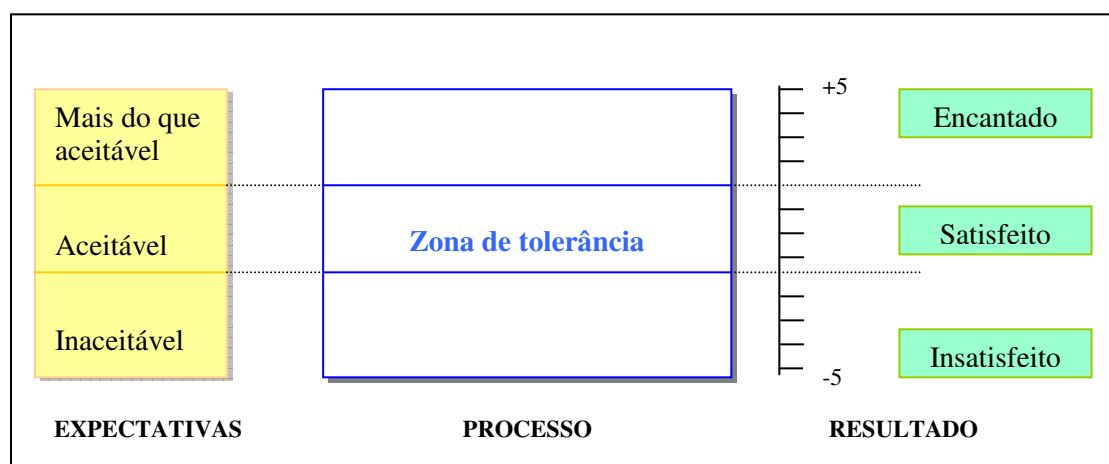 Mais do que
aceitável
Aceitável
Inaceitável
Zona de tolerância
+5
-5
Encantado
Satisfeito
Insatisfeito
EXPECTATIVAS
PROCESSO
RESULTADO